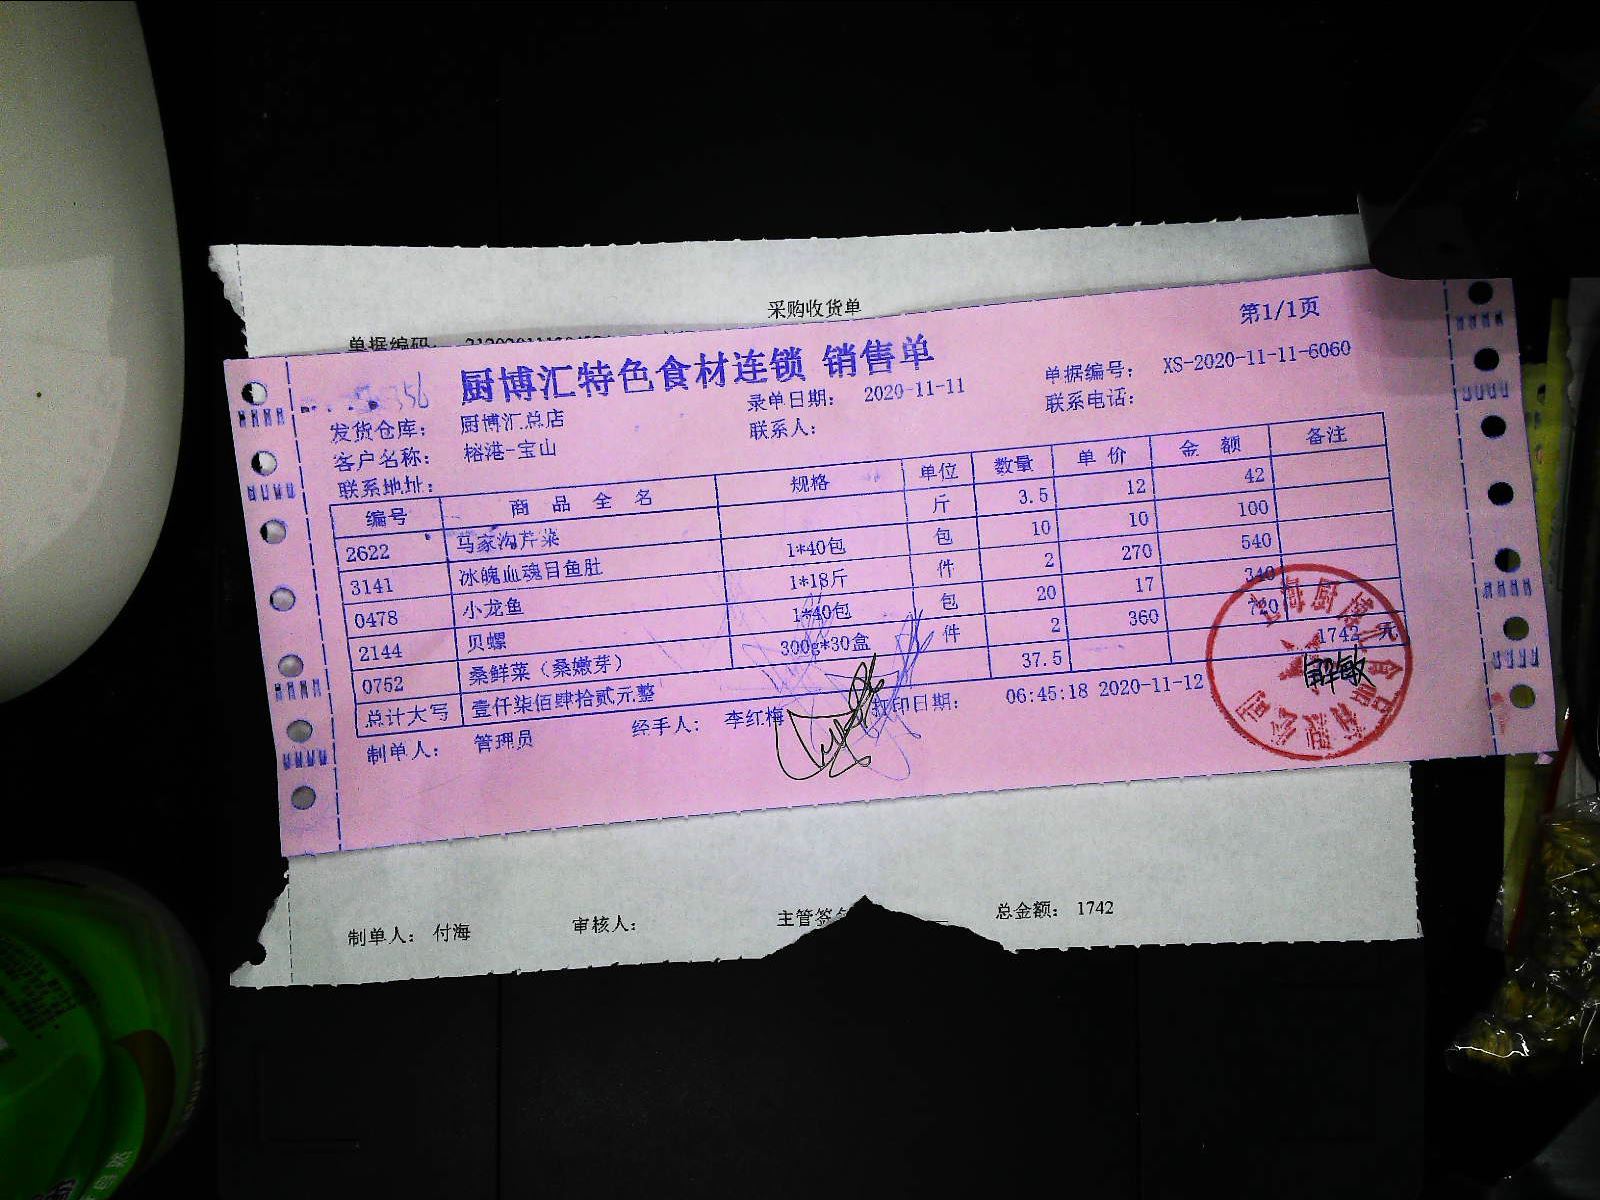 采购收货单
单据编码:
第1/1页
厨博汇特色食材连锁 销售单
发货仓库: 厨博汇总店 录单日期: 2020-11-11 单据编号: XS-2020-11-11-6060
客户名称: 榕港-宝山 联系人: 联系电话:
联系地址:
编号 商品全名 规格 单位 数量 单价 金额 备注
2622 马家沟芹菜 斤 3.5 12 42
3141 冰魄血魂目鱼肚 1*40包 包 10 10 100
0478 小龙鱼 1*18斤 件 2 270 540
2144 贝螺 1*40包 包 20 17 340
0752 桑鲜菜(桑嫩芽) 300g*30盒 件 2 360 720
总计大写 壹仟柒佰肆拾贰元整 37.5 1742 元
制单人: 管理员 经手人: 李红梅 打印日期: 06:45:18 2020-11-12
制单人: 付海 审核人: 主管签 总金额: 1742